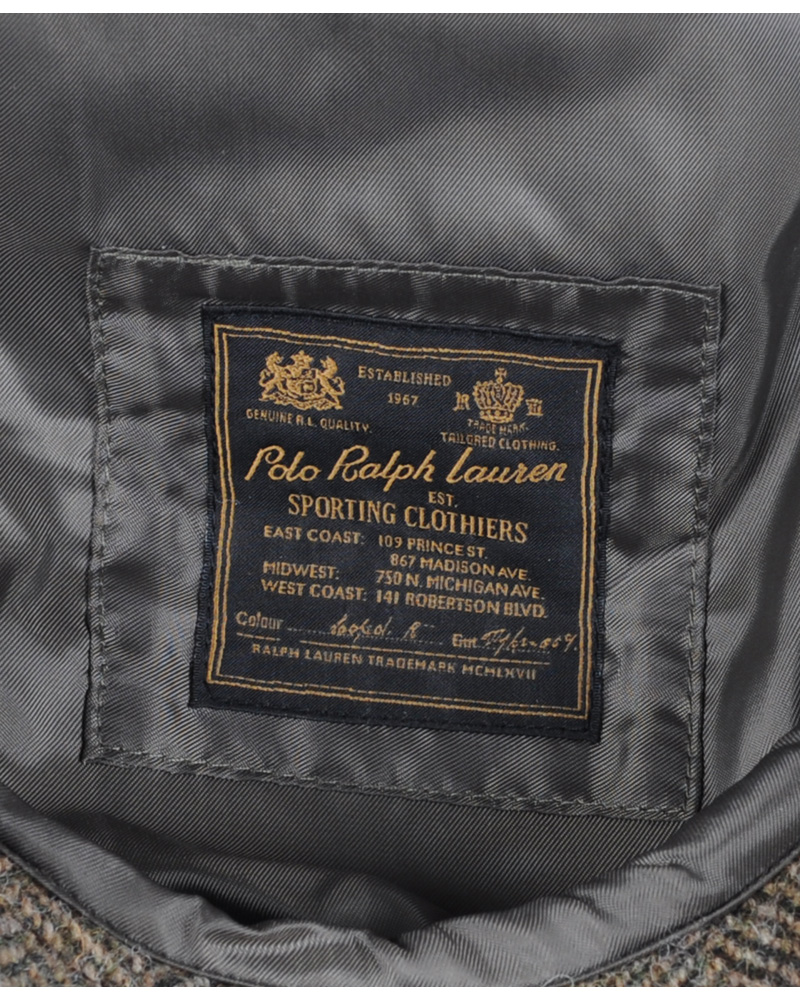 ESTABLISHED
1967
GENUINE R.L. QUALITY.
TRADE MARK.
TAILORED CLOTHING.
Polo Ralph Lauren
EST.
SPORTING CLOTHIERS
EAST COAST: 109 PRINCE ST.
867 MADISON AVE.
MIDWEST: 750 N. MICHIGAN AVE.
WEST COAST: 141 ROBERTSON BLVD.
Colour
RALPH LAUREN TRADEMARK MCMLXVII